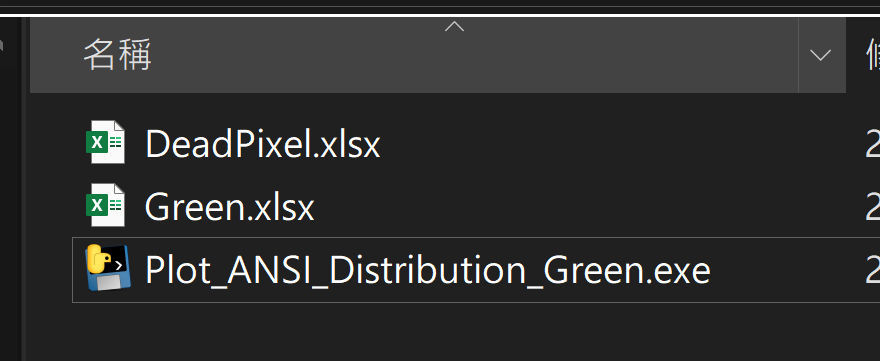 名稱
DeadPixel.xlsx
Green.xlsx
Plot_ANSI_Distribution_Green.exe